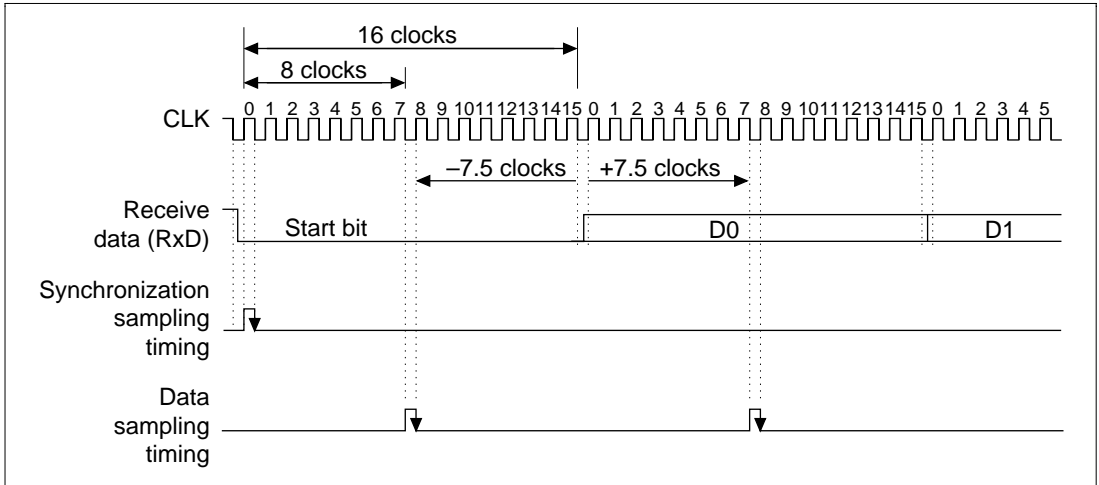 16 clocks
8 clocks
CLK
0 1 2 3 4 5 6 7 8 9 10 11 12 13 14 15 0 1 2 3 4 5 6 7 8 9 10 11 12 13 14 15 0 1 2 3 4 5
–7.5 clocks +7.5 clocks
Receive
data (RxD)
Start bit D0 D1
Synchronization
sampling
timing
Data
sampling
timing